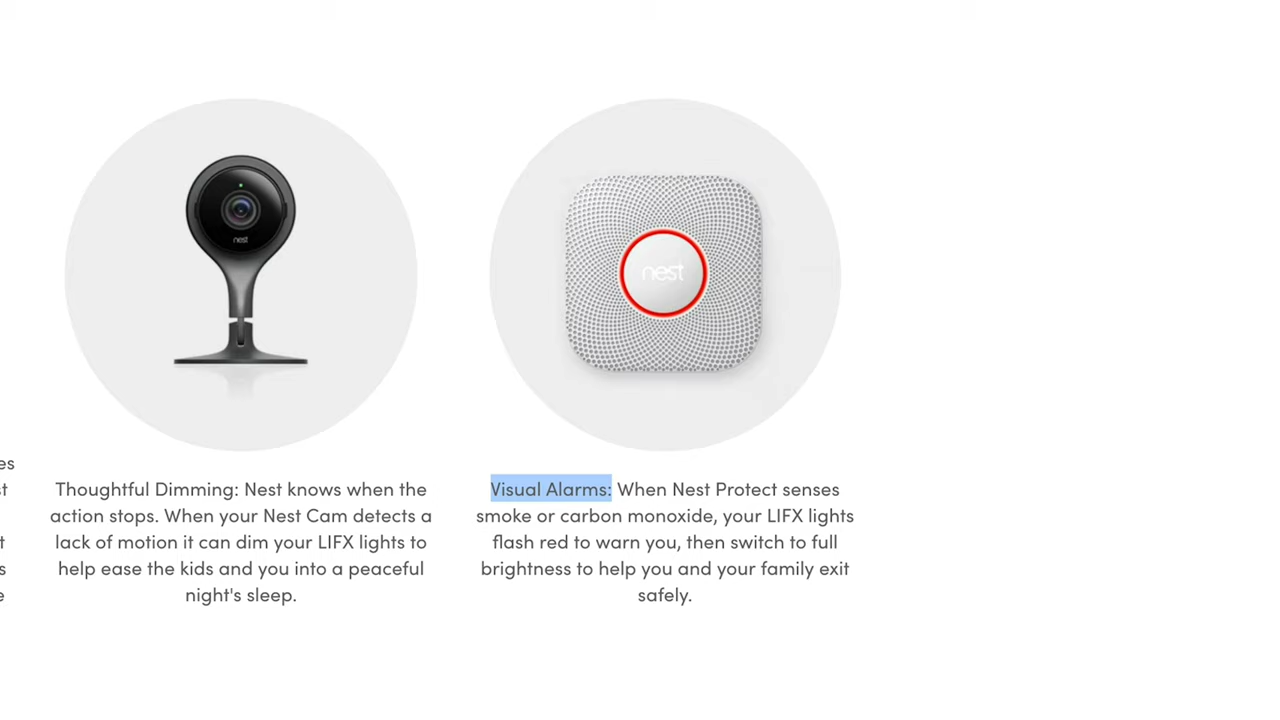 nest
nest
es
st
t
s
e
Thoughtful Dimming: Nest knows when the
action stops. When your Nest Cam detects a
lack of motion it can dim your LIFX lights to
help ease the kids and you into a peaceful
night's sleep.
Visual Alarms: When Nest Protect senses
smoke or carbon monoxide, your LIFX lights
flash red to warn you, then switch to full
brightness to help you and your family exit
safely.